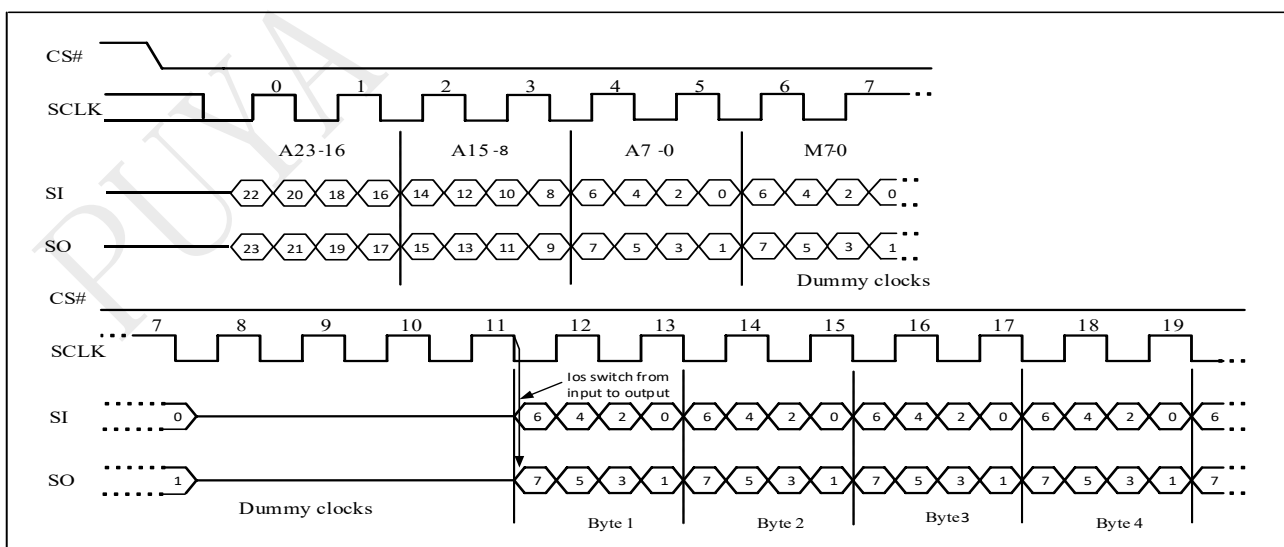 PUYA
CS#
0 1 2 3 4 5 6 7
SCLK
A23-16 A15-8 A7-0 M7-0
SI 22 20 18 16 14 12 10 8 6 4 2 0 6 4 2 0
SO 23 21 19 17 15 13 11 9 7 5 3 1 7 5 3 1
Dummy clocks
CS#
7 8 9 10 11 12 13 14 15 16 17 18 19
SCLK
Ios switch from
input to output
SI 0 6 4 2 0 6 4 2 0 6 4 2 0 6 4 2 0 6
SO 1 7 5 3 1 7 5 3 1 7 5 3 1 7 5 3 1 7
Dummy clocks
Byte 1 Byte 2 Byte3 Byte 4